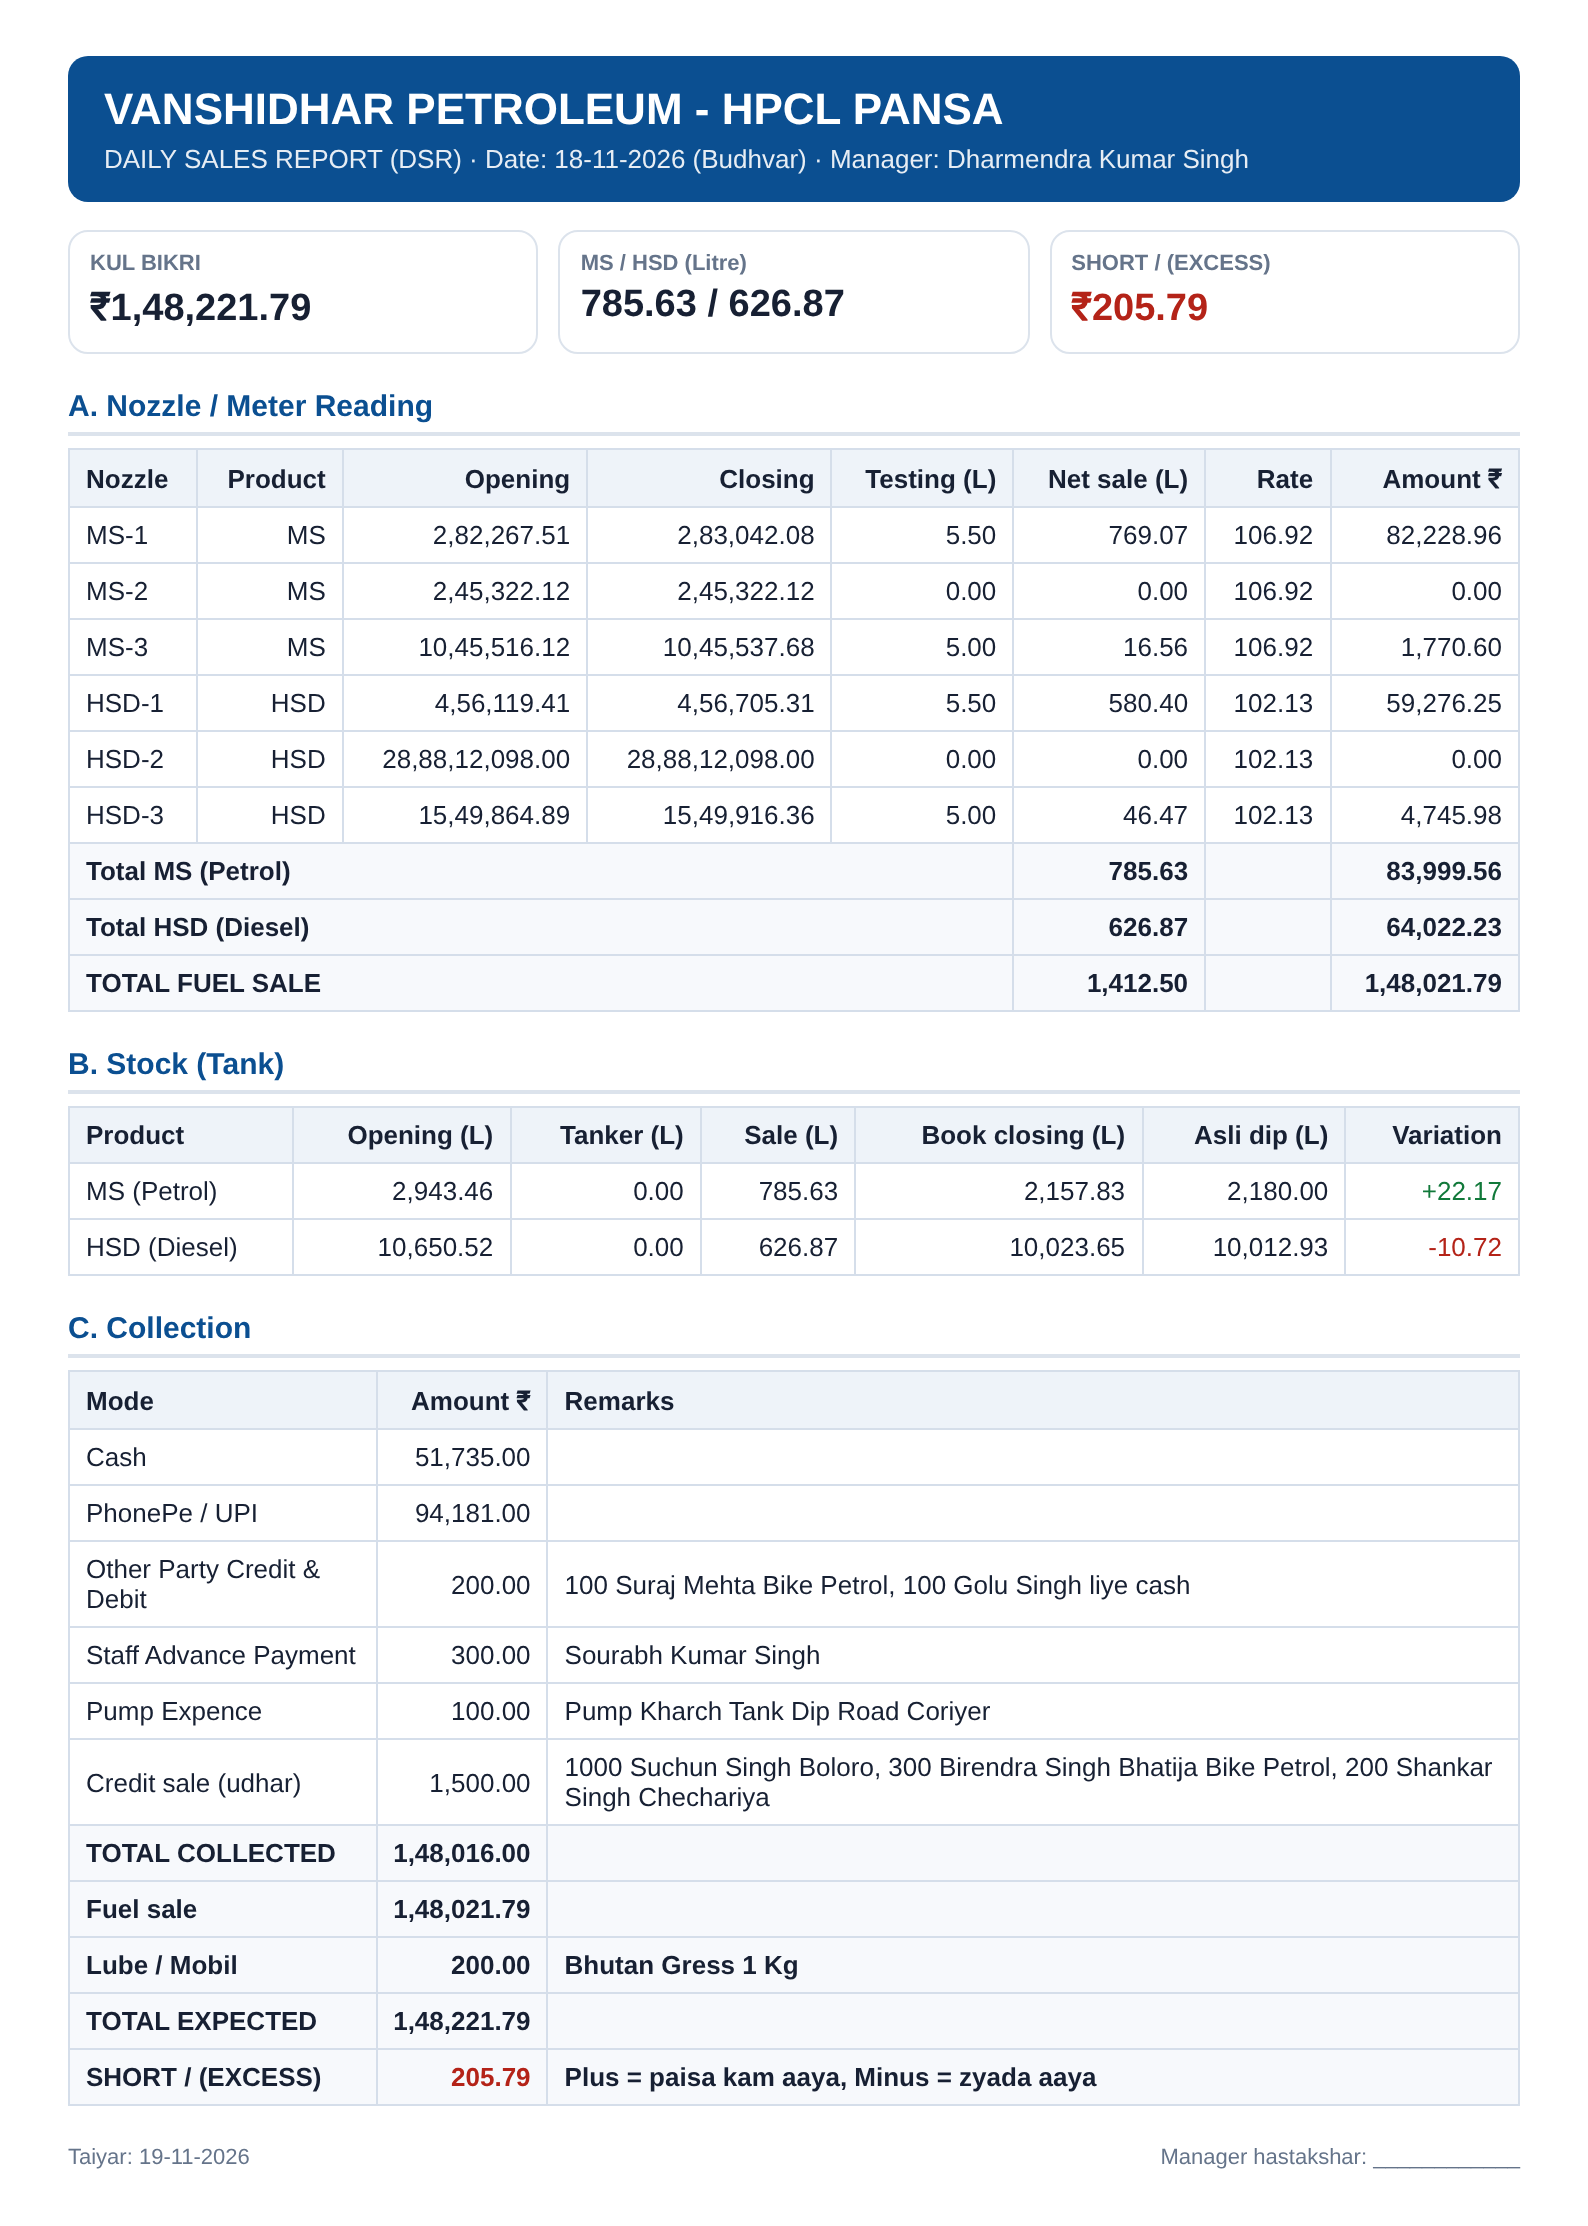 VANSHIDHAR PETROLEUM - HPCL PANSA
DAILY SALES REPORT (DSR) · Date: 18-11-2026 (Budhvar) · Manager: Dharmendra Kumar Singh
KUL BIKRI
₹1,48,221.79
MS / HSD (Litre)
785.63 / 626.87
SHORT / (EXCESS)
₹205.79
A. Nozzle / Meter Reading
Nozzle Product Opening Closing Testing (L) Net sale (L) Rate Amount ₹
MS-1 MS 2,82,267.51 2,83,042.08 5.50 769.07 106.92 82,228.96
MS-2 MS 2,45,322.12 2,45,322.12 0.00 0.00 106.92 0.00
MS-3 MS 10,45,516.12 10,45,537.68 5.00 16.56 106.92 1,770.60
HSD-1 HSD 4,56,119.41 4,56,705.31 5.50 580.40 102.13 59,276.25
HSD-2 HSD 28,88,12,098.00 28,88,12,098.00 0.00 0.00 102.13 0.00
HSD-3 HSD 15,49,864.89 15,49,916.36 5.00 46.47 102.13 4,745.98
Total MS (Petrol) 785.63 83,999.56
Total HSD (Diesel) 626.87 64,022.23
TOTAL FUEL SALE 1,412.50 1,48,021.79
B. Stock (Tank)
Product Opening (L) Tanker (L) Sale (L) Book closing (L) Asli dip (L) Variation
MS (Petrol) 2,943.46 0.00 785.63 2,157.83 2,180.00 +22.17
HSD (Diesel) 10,650.52 0.00 626.87 10,023.65 10,012.93 -10.72
C. Collection
Mode Amount ₹ Remarks
Cash 51,735.00
PhonePe / UPI 94,181.00
Other Party Credit &
Debit 200.00 100 Suraj Mehta Bike Petrol, 100 Golu Singh liye cash
Staff Advance Payment 300.00 Sourabh Kumar Singh
Pump Expence 100.00 Pump Kharch Tank Dip Road Coriyer
Credit sale (udhar) 1,500.00 1000 Suchun Singh Boloro, 300 Birendra Singh Bhatija Bike Petrol, 200 Shankar
Singh Chechariya
TOTAL COLLECTED 1,48,016.00
Fuel sale 1,48,021.79
Lube / Mobil 200.00 Bhutan Gress 1 Kg
TOTAL EXPECTED 1,48,221.79
SHORT / (EXCESS) 205.79 Plus = paisa kam aaya, Minus = zyada aaya
Taiyar: 19-11-2026 Manager hastakshar: ____________